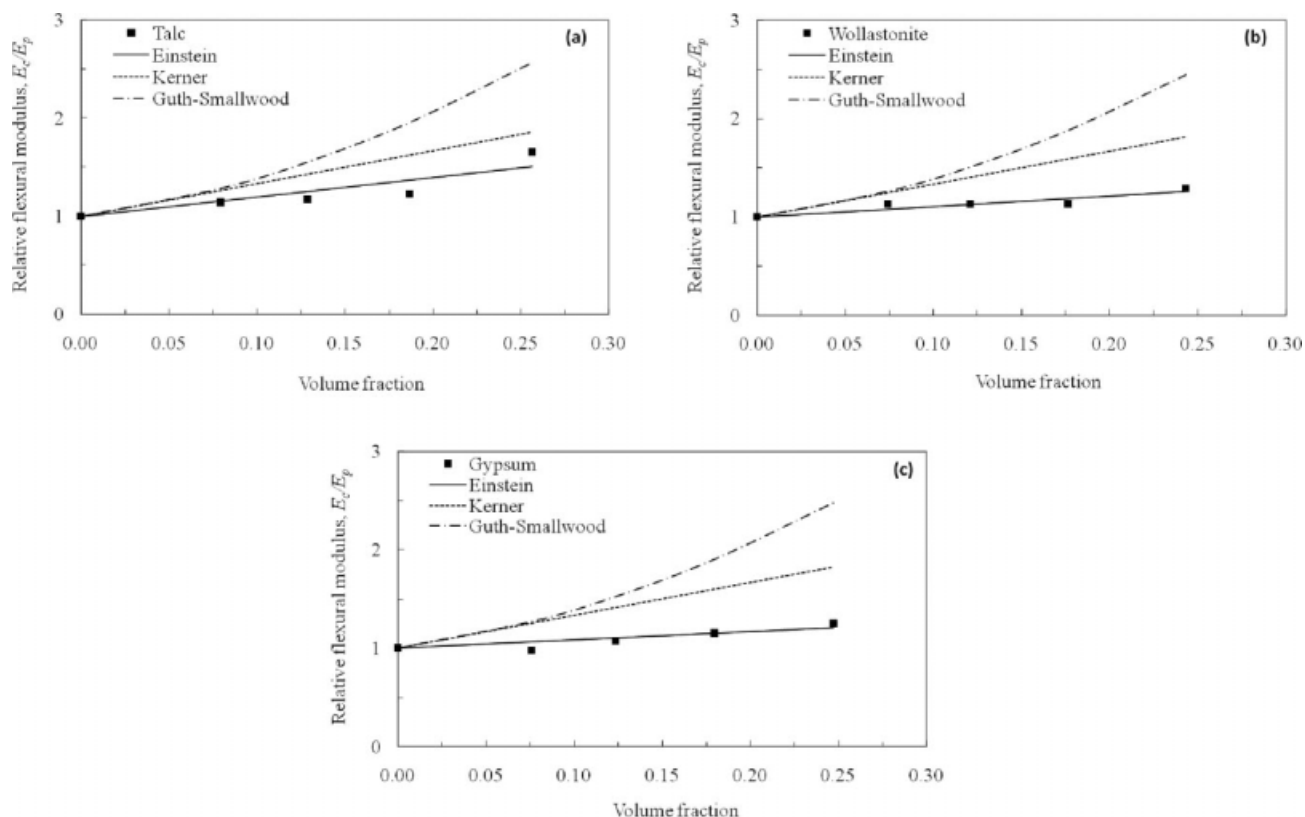 3
2
1
0
Relative flexural modulus, Ec/Ep
Talc
Einstein
Kerner
Guth-Smallwood
(a)
0.00 0.05 0.10 0.15 0.20 0.25 0.30
Volume fraction
3
2
1
0
Relative flexural modulus, Ec/Ep
Wollastonite
Einstein
Kerner
Guth-Smallwood
(b)
0.00 0.05 0.10 0.15 0.20 0.25 0.30
Volume fraction
3
2
1
0
Relative flexural modulus, Ec/Ep
Gypsum
Einstein
Kerner
Guth-Smallwood
(c)
0.00 0.05 0.10 0.15 0.20 0.25 0.30
Volume fraction